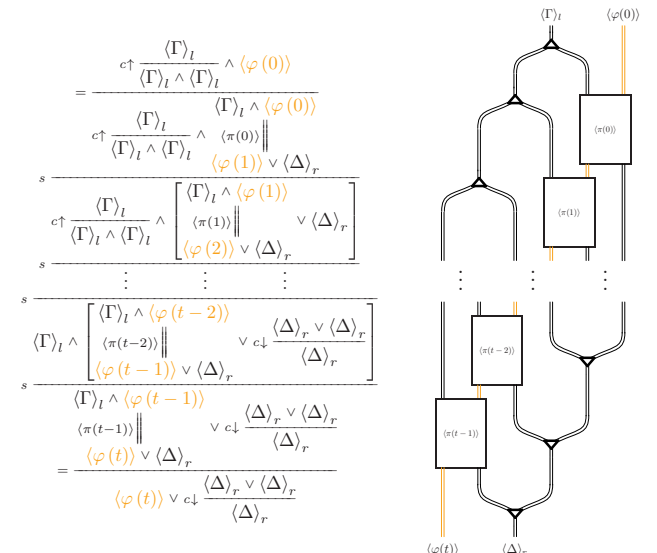 c↑ ⟨Γ⟩_l / ⟨Γ⟩_l ∧ ⟨Γ⟩_l ∧ ⟨φ (0)⟩
=
⟨Γ⟩_l ∧ ⟨φ (0)⟩
c↑ ⟨Γ⟩_l / ⟨Γ⟩_l ∧ ⟨Γ⟩_l ∧ ⟨π(0)⟩ ‖
⟨φ (1)⟩ ∨ ⟨Δ⟩_r
s
⟨Γ⟩_l ∧ ⟨φ (1)⟩
c↑ ⟨Γ⟩_l / ⟨Γ⟩_l ∧ ⟨Γ⟩_l ∧ [ ⟨π(1)⟩ ‖ ∨ ⟨Δ⟩_r ]
⟨φ (2)⟩ ∨ ⟨Δ⟩_r
s
⋮ ⋮ ⋮
s
⟨Γ⟩_l ∧ ⟨φ (t − 2)⟩
⟨Γ⟩_l ∧ [ ⟨π(t−2)⟩ ‖ ∨ c↓ ⟨Δ⟩_r ∨ ⟨Δ⟩_r / ⟨Δ⟩_r ]
⟨φ (t − 1)⟩ ∨ ⟨Δ⟩_r
s
⟨Γ⟩_l ∧ ⟨φ (t − 1)⟩
⟨π(t−1)⟩ ‖ ∨ c↓ ⟨Δ⟩_r ∨ ⟨Δ⟩_r / ⟨Δ⟩_r
⟨φ (t)⟩ ∨ ⟨Δ⟩_r
=
⟨φ (t)⟩ ∨ c↓ ⟨Δ⟩_r ∨ ⟨Δ⟩_r / ⟨Δ⟩_r
⟨Γ⟩_l ⟨φ(0)⟩
⟨π(0)⟩
⟨π(1)⟩
⋮ ⋮ ⋮
⟨π(t−2)⟩
⟨π(t−1)⟩
⟨φ(t)⟩ ⟨Δ⟩_r